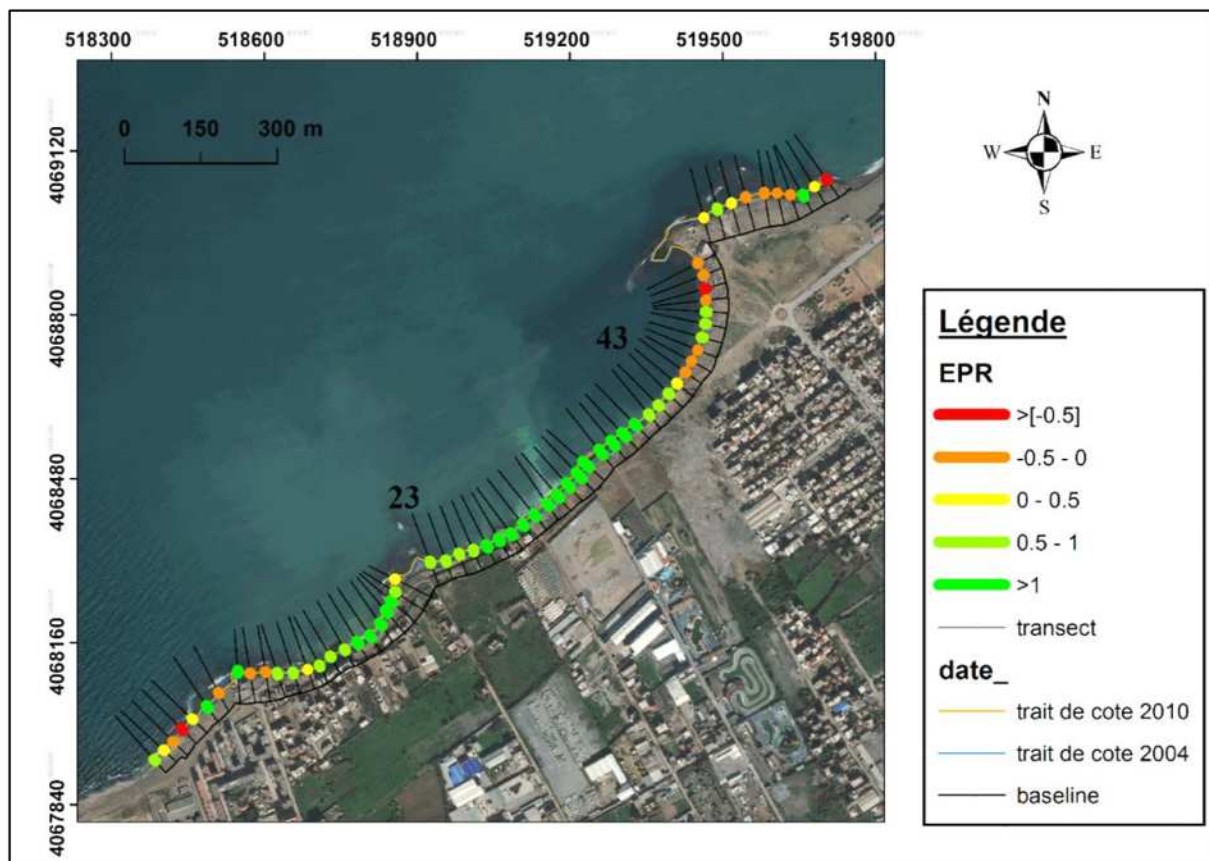 518300 518600 518900 519200 519500 519800
4069120
4068800
4068480
4068160
4067840
0 150 300 m
43
23
N
W E
S
Légende
EPR
>[-0.5]
-0.5 - 0
0 - 0.5
0.5 - 1
>1
transect
date_
trait de cote 2010
trait de cote 2004
baseline